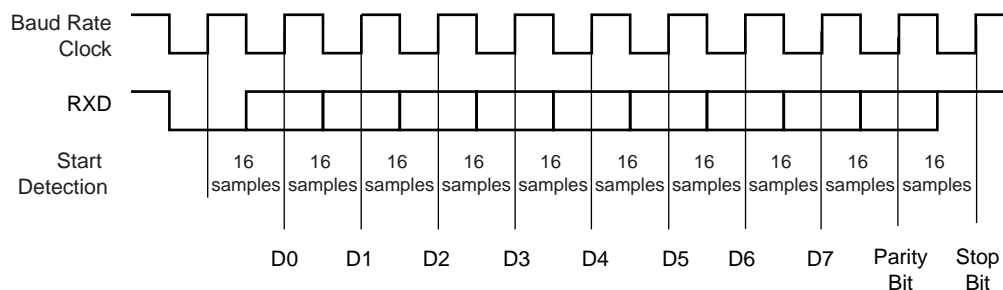 Baud Rate
Clock
RXD
Start
Detection
16 16 16 16 16 16 16 16 16 16
samples samples samples samples samples samples samples samples samples samples
D0 D1 D2 D3 D4 D5 D6 D7 Parity Stop
Bit Bit